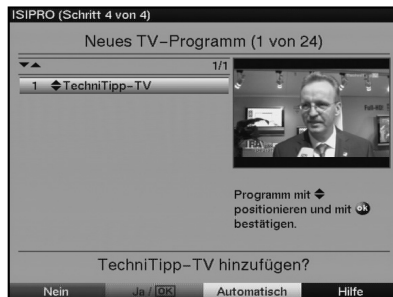 ISIPRO (Schritt 4 von 4)
Neues TV-Programm (1 von 24)
1/1
1 TechniTipp-TV
Programm mit
positionieren und mit ok
bestätigen.
TechniTipp-TV hinzufügen?
Nein Ja / OK Automatisch Hilfe